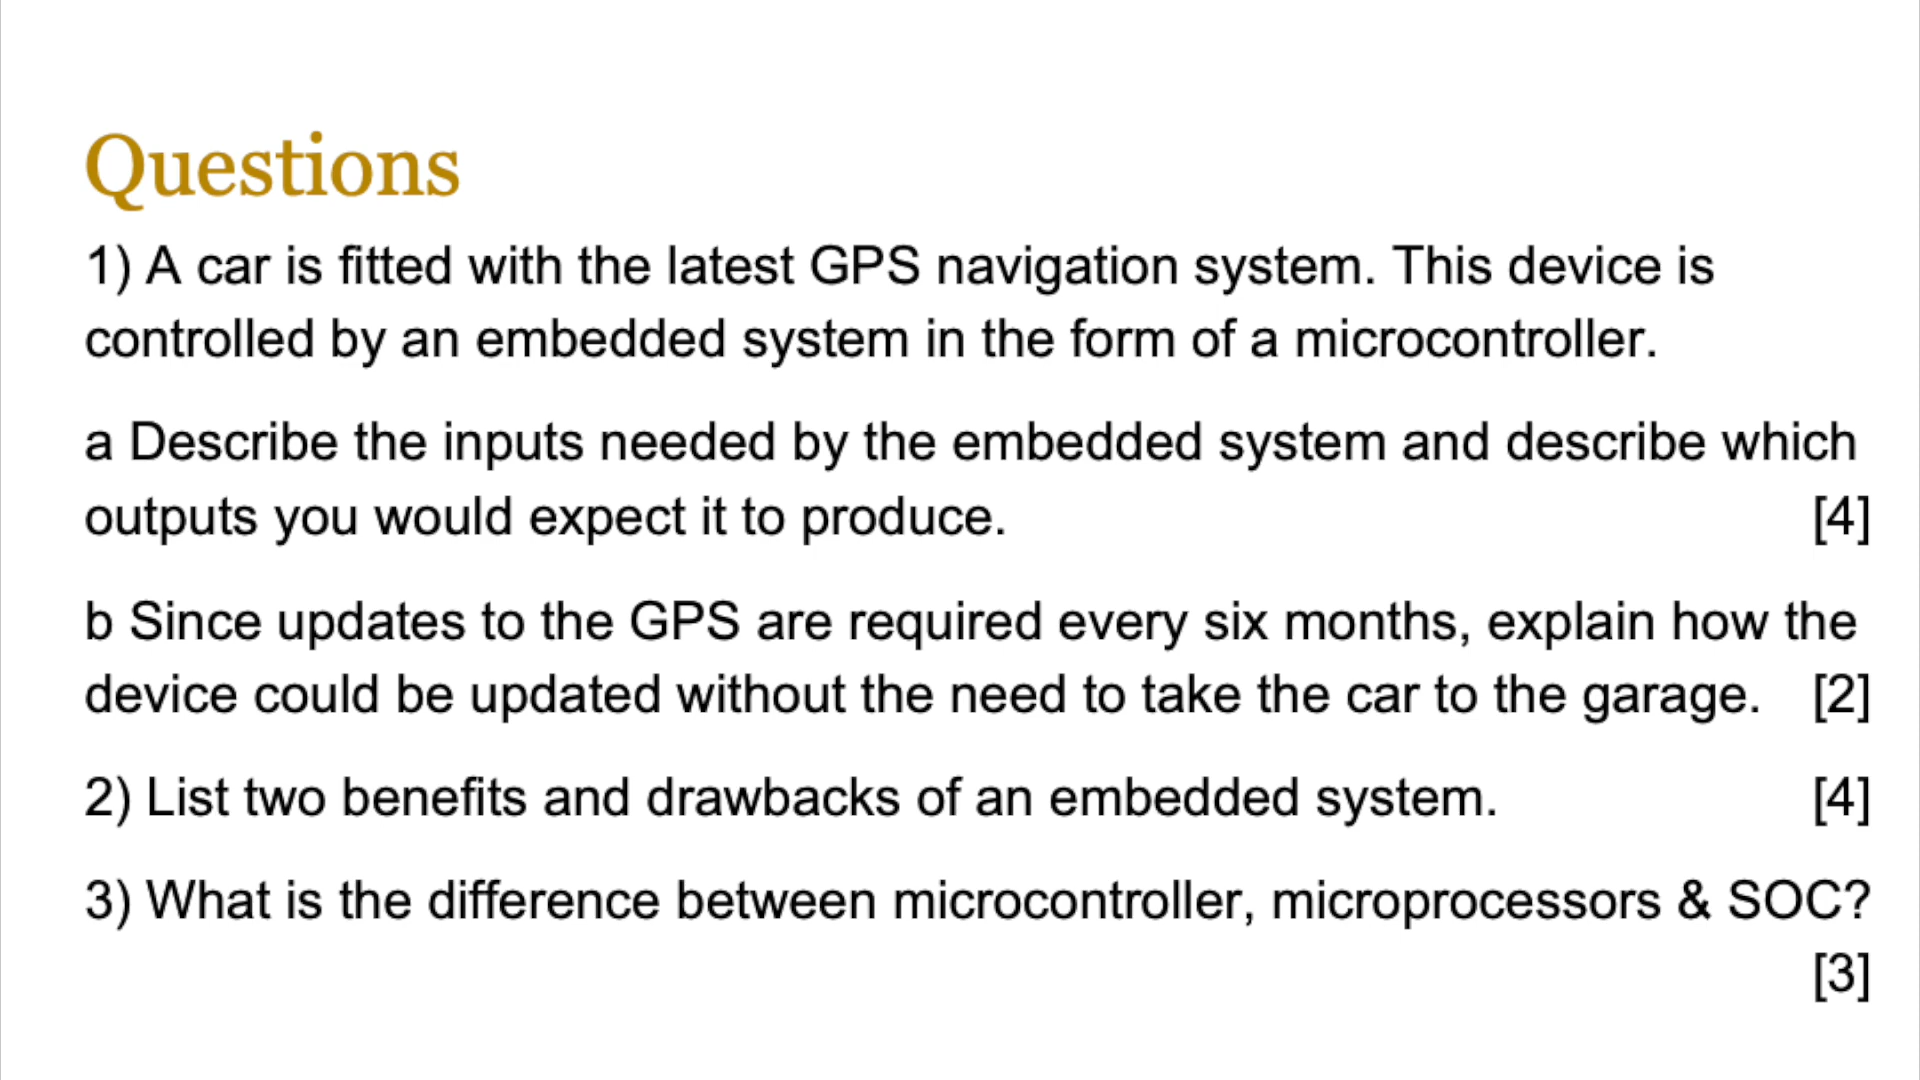 Questions
1) A car is fitted with the latest GPS navigation system. This device is
controlled by an embedded system in the form of a microcontroller.
a Describe the inputs needed by the embedded system and describe which
outputs you would expect it to produce. [4]
b Since updates to the GPS are required every six months, explain how the
device could be updated without the need to take the car to the garage. [2]
2) List two benefits and drawbacks of an embedded system. [4]
3) What is the difference between microcontroller, microprocessors & SOC?
[3]